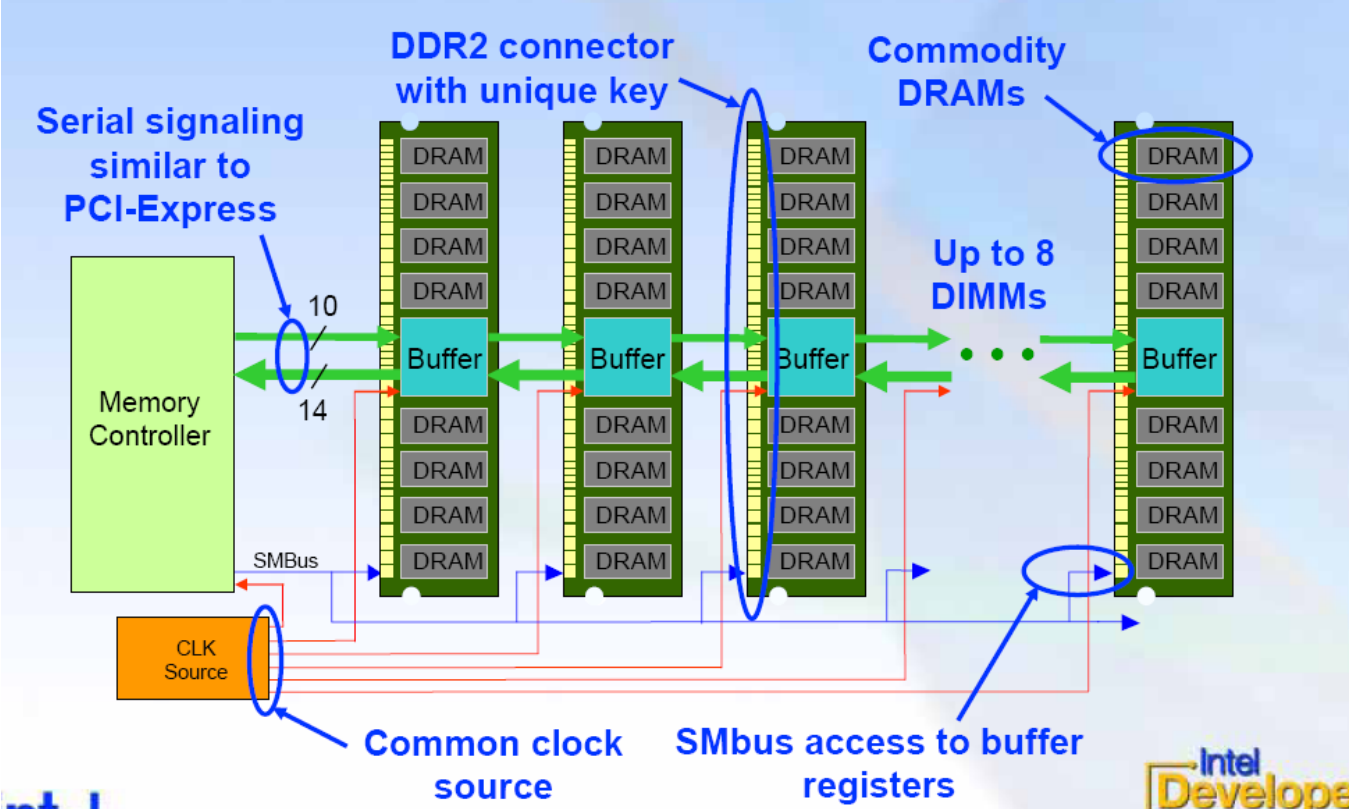 DDR2 connector
with unique key
Commodity
DRAMs
Serial signaling
similar to
PCI-Express
Up to 8
DIMMs
10
14
Memory
Controller
DRAM
DRAM
DRAM
DRAM
Buffer
DRAM
DRAM
DRAM
DRAM
DRAM
DRAM
DRAM
DRAM
Buffer
DRAM
DRAM
DRAM
DRAM
DRAM
DRAM
DRAM
DRAM
Buffer
DRAM
DRAM
DRAM
DRAM
DRAM
DRAM
DRAM
DRAM
Buffer
DRAM
DRAM
DRAM
DRAM
SMBus
CLK
Source
Common clock
source
SMbus access to buffer
registers
Intel
Develope